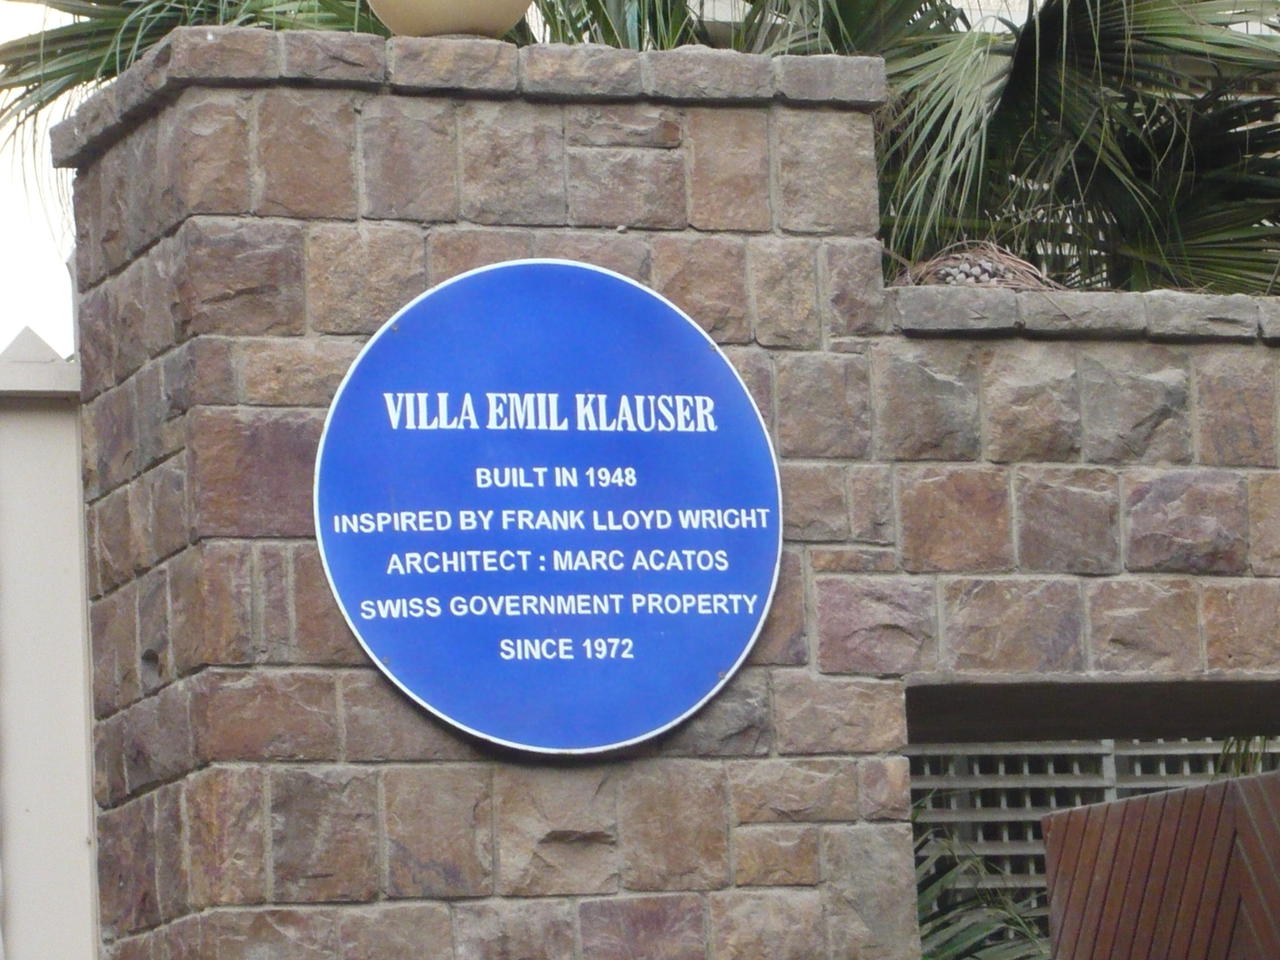 VILLA EMIL KLAUSER
BUILT IN 1948
INSPIRED BY FRANK LLOYD WRIGHT
ARCHITECT : MARC ACATOS
SWISS GOVERNMENT PROPERTY
SINCE 1972